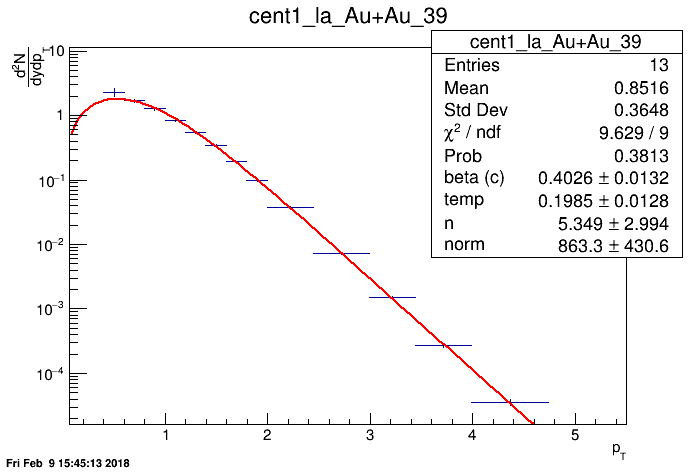 cent1_la_Au+Au_39
d²N
dydp_T
10
1
10⁻¹
10⁻²
10⁻³
10⁻⁴
cent1_la_Au+Au_39
Entries 13
Mean 0.8516
Std Dev 0.3648
χ² / ndf 9.629 / 9
Prob 0.3813
beta (c) 0.4026 ± 0.0132
temp 0.1985 ± 0.0128
n 5.349 ± 2.994
norm 863.3 ± 430.6
1 2 3 4 5
p_T
Fri Feb 9 15:45:13 2018